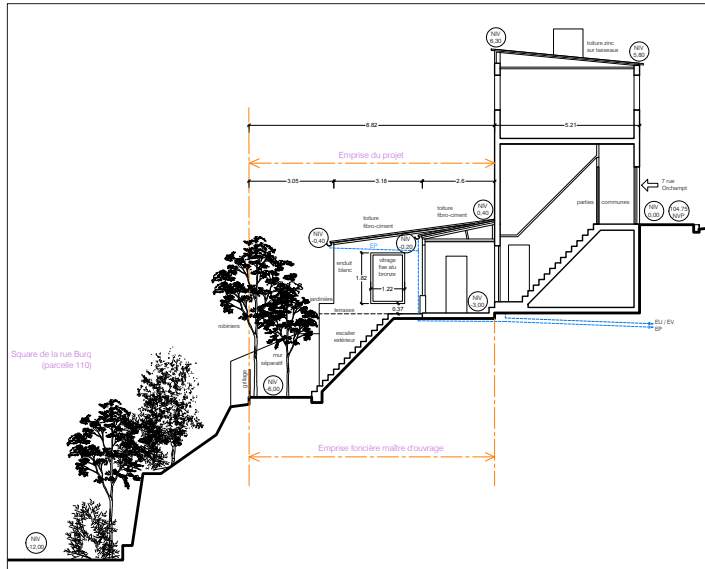 NIV
6.30
toiture zinc
sur tasseaux
NIV
5.80
8.82
5.21
Emprise du projet
3.05
3.18
2.6
7 rue
Orchampt
parties
communes
NIV
0,00
104.75
NVP
toiture
fibro-ciment
toiture
fibro-ciment
NIV
0,40
NIV
-0,40
NIV
-0.20
EP
enduit
blanc
vitrage
fixe alu
bronze
1.82
1.22
0.37
NIV
-3,00
jardinière
terrasse
robiniers
escalier
extérieur
mur
séparatif
grillage
NIV
-6,00
EU / EV
EP
Square de la rue Burq
(parcelle 110)
Emprise foncière maître d'ouvrage
NIV
-12,00